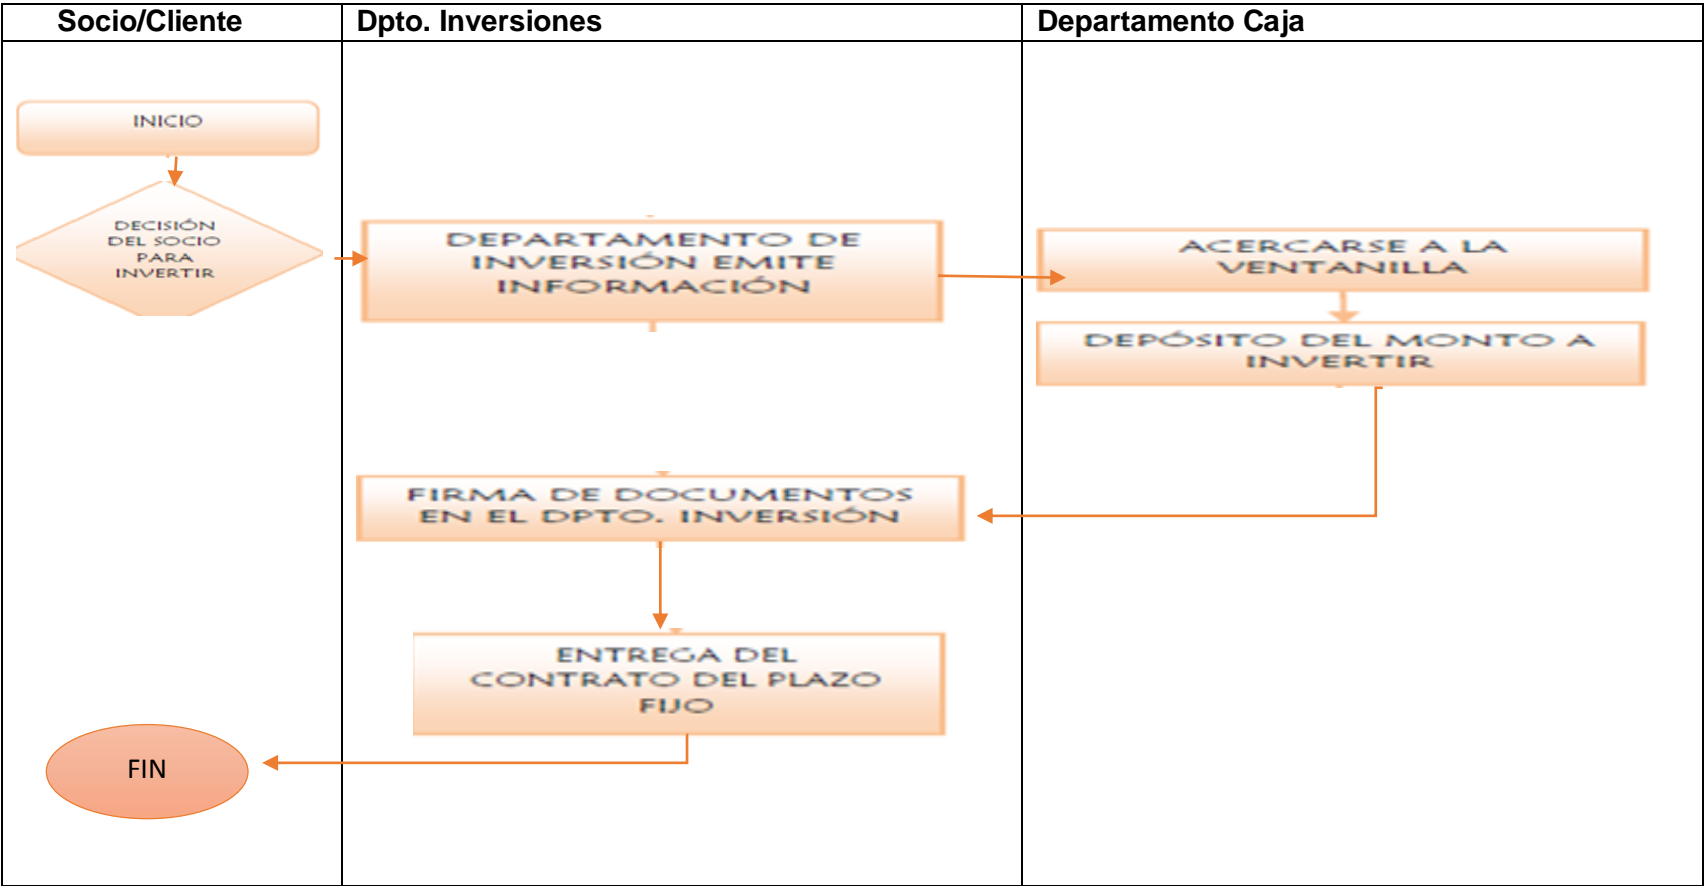 Socio/Cliente
Dpto. Inversiones
Departamento Caja
INICIO
DECISIÓN
DEL SOCIO
PARA
INVERTIR
DEPARTAMENTO DE
INVERSIÓN EMITE
INFORMACIÓN
ACERCARSE A LA
VENTANILLA
DEPÓSITO DEL MONTO A
INVERTIR
FIRMA DE DOCUMENTOS
EN EL DPTO. INVERSIÓN
ENTREGA DEL
CONTRATO DEL PLAZO
FIJO
FIN